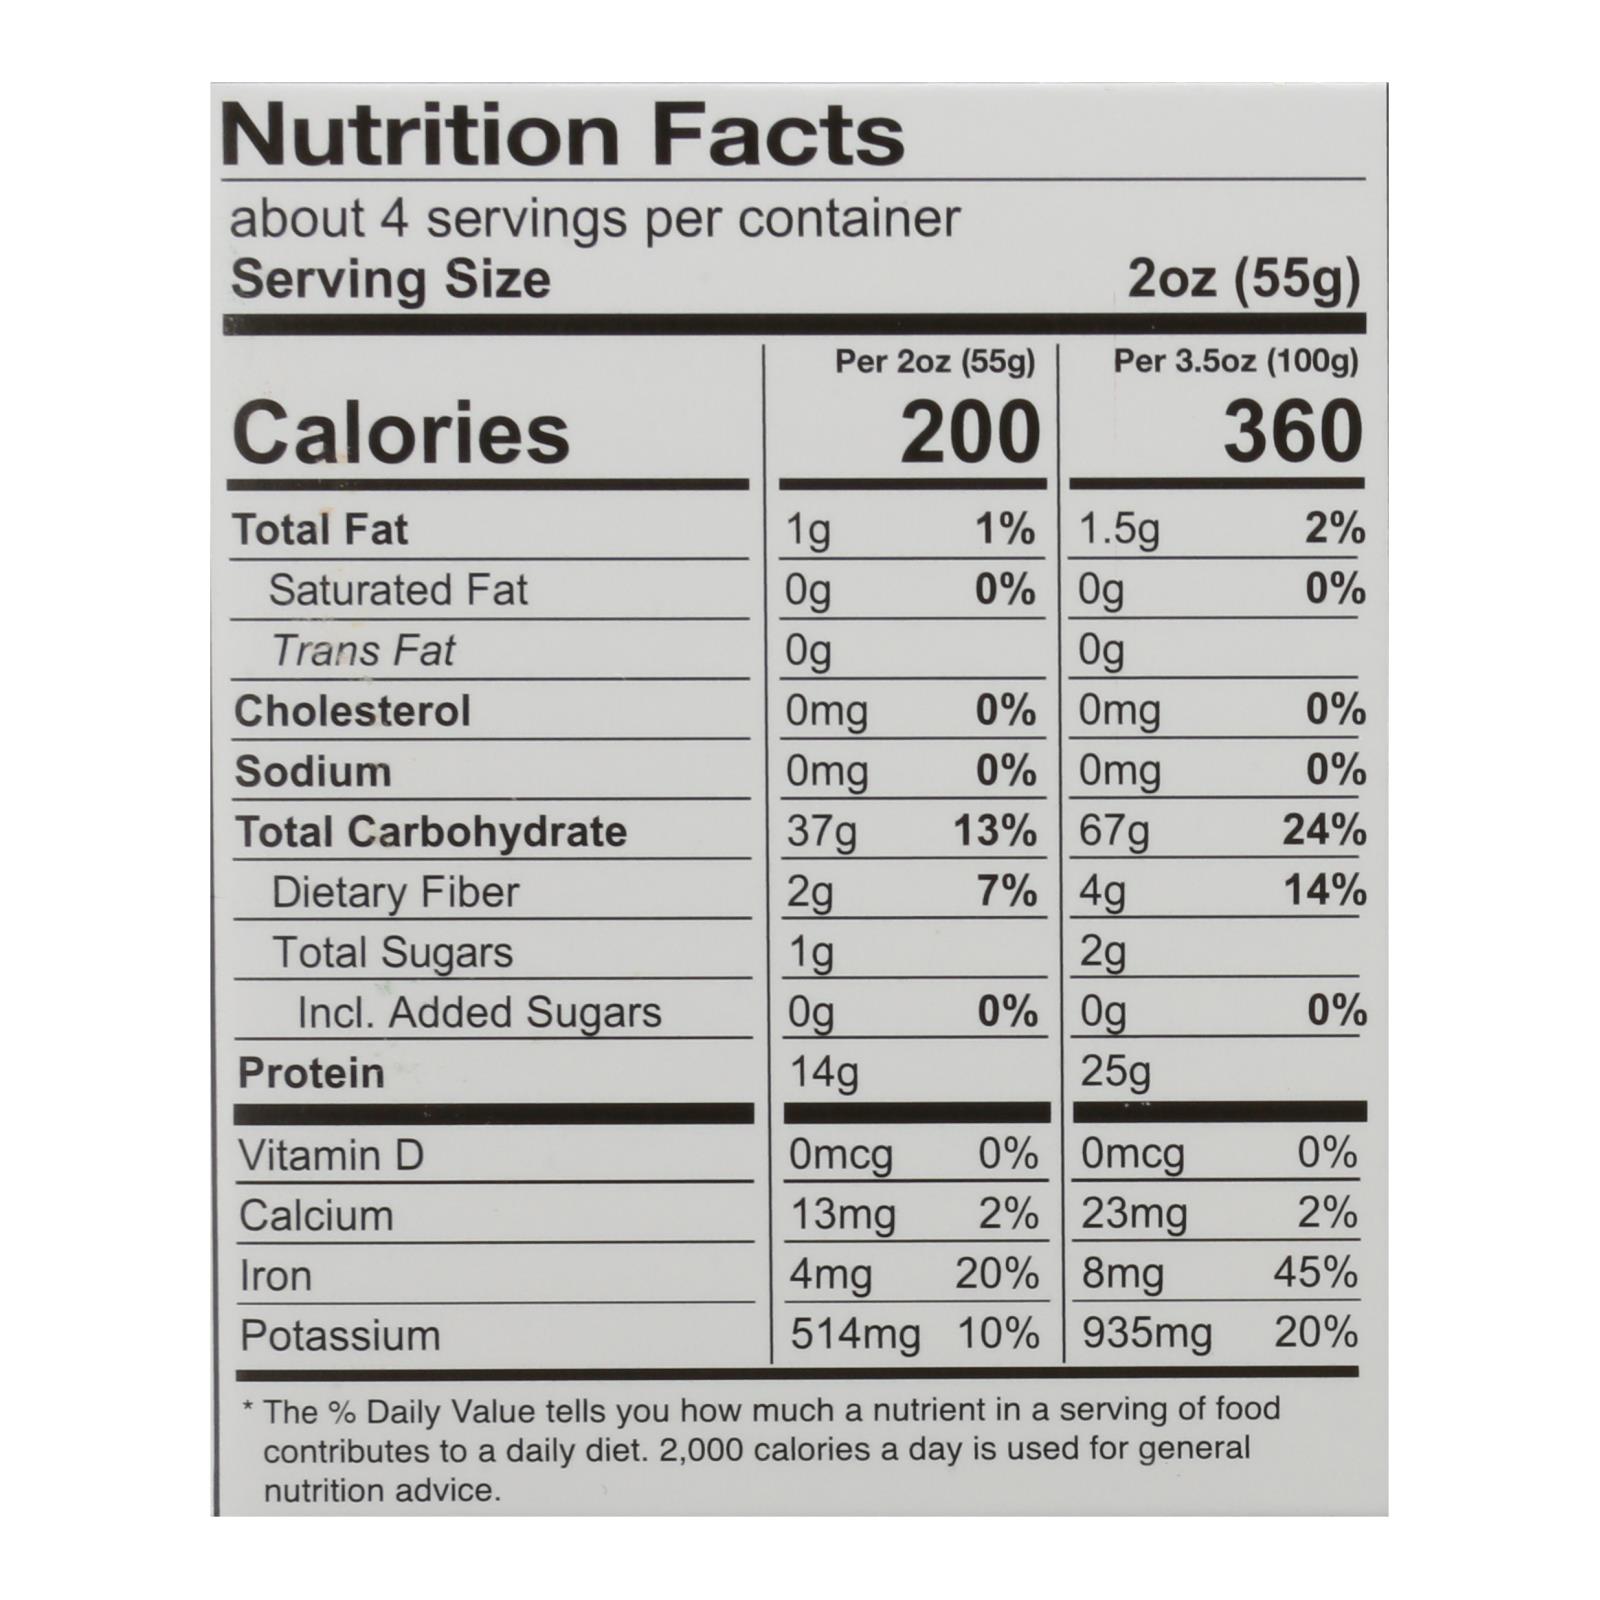 Nutrition Facts
about 4 servings per container
Serving Size 2oz (55g)
Per 2oz (55g) Per 3.5oz (100g)
Calories 200 360
Total Fat 1g 1% 1.5g 2%
Saturated Fat 0g 0% 0g 0%
Trans Fat 0g 0g
Cholesterol 0mg 0% 0mg 0%
Sodium 0mg 0% 0mg 0%
Total Carbohydrate 37g 13% 67g 24%
Dietary Fiber 2g 7% 4g 14%
Total Sugars 1g 2g
Incl. Added Sugars 0g 0% 0g 0%
Protein 14g 25g
Vitamin D 0mcg 0% 0mcg 0%
Calcium 13mg 2% 23mg 2%
Iron 4mg 20% 8mg 45%
Potassium 514mg 10% 935mg 20%
* The % Daily Value tells you how much a nutrient in a serving of food
contributes to a daily diet. 2,000 calories a day is used for general
nutrition advice.